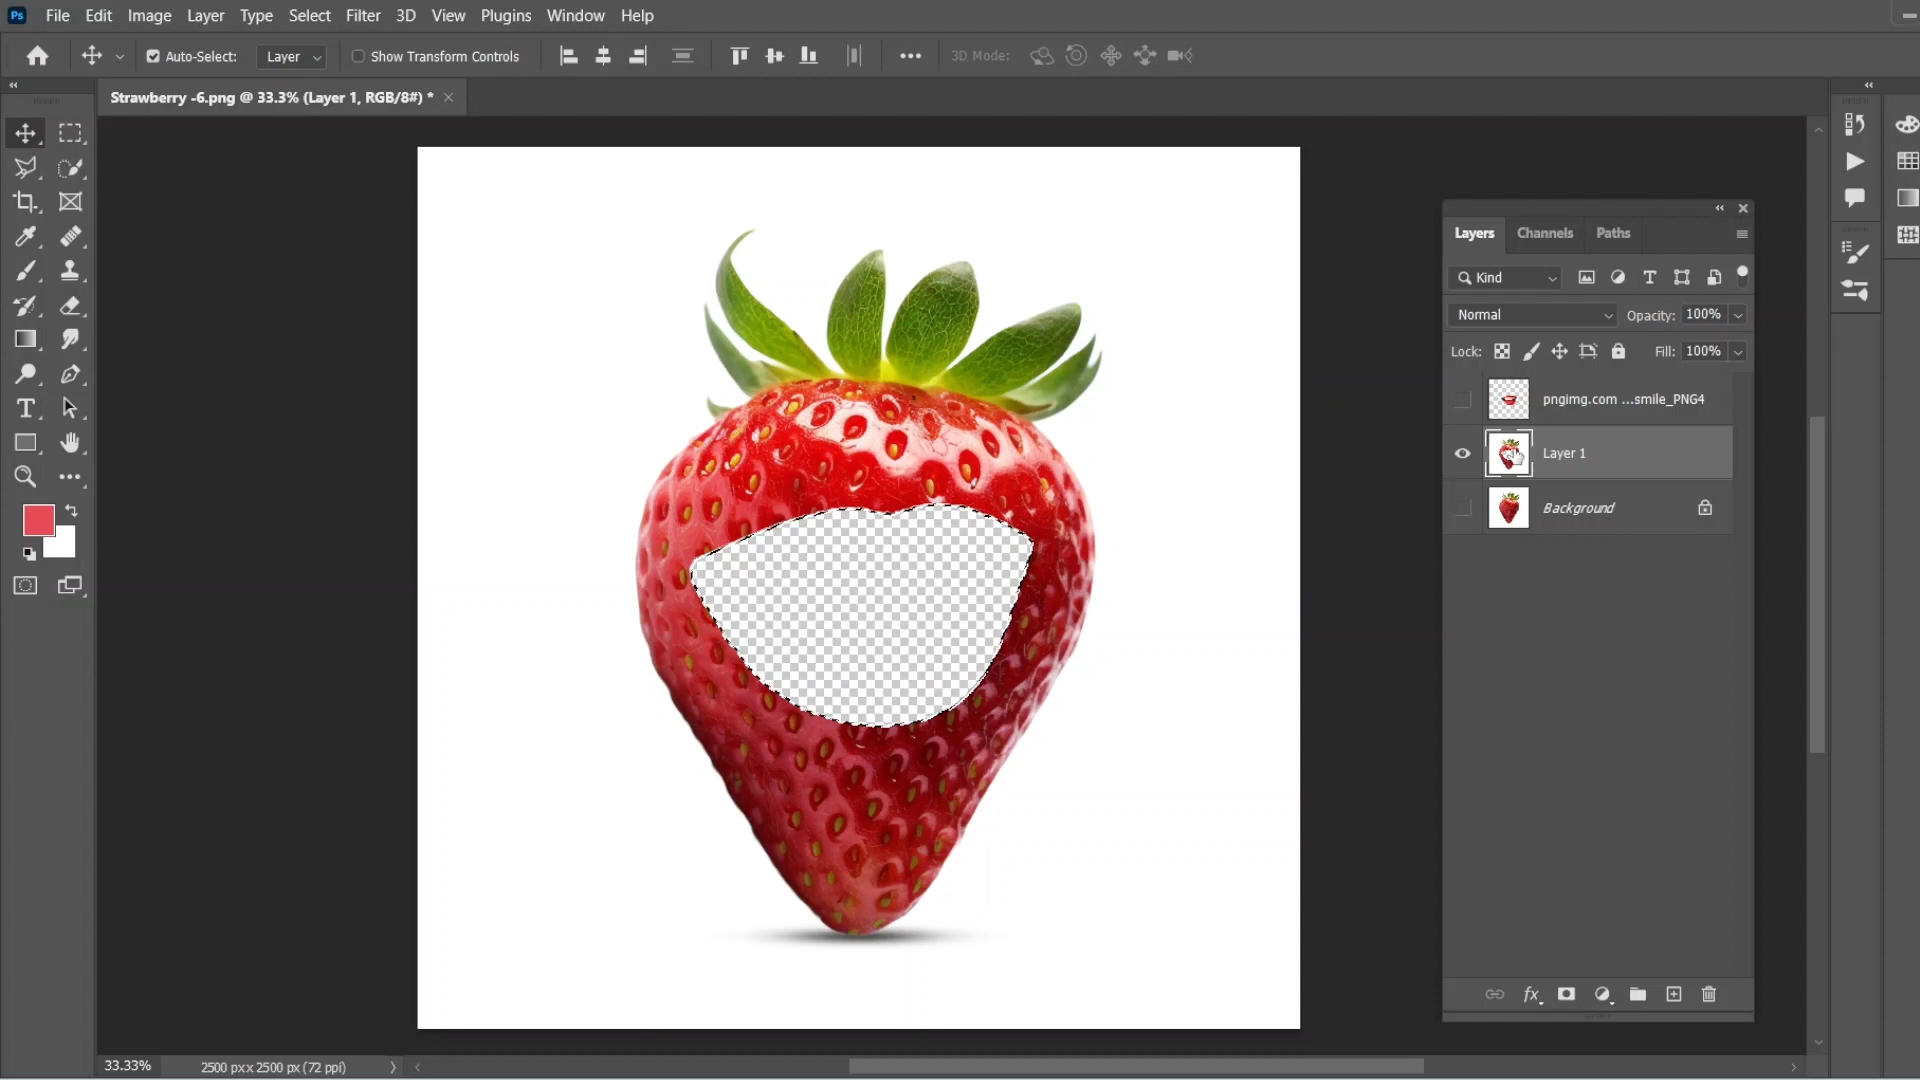 Ps File Edit Image Layer Type Select Filter 3D View Plugins Window Help
Auto-Select: Layer Show Transform Controls 3D Mode:
Strawberry -6.png @ 33.3% (Layer 1, RGB/8#) *
Layers Channels Paths
Kind
Normal Opacity: 100%
Lock: Fill: 100%
pngimg.com ...smile_PNG4
Layer 1
Background
fx
33.33% 2500 px x 2500 px (72 ppi)